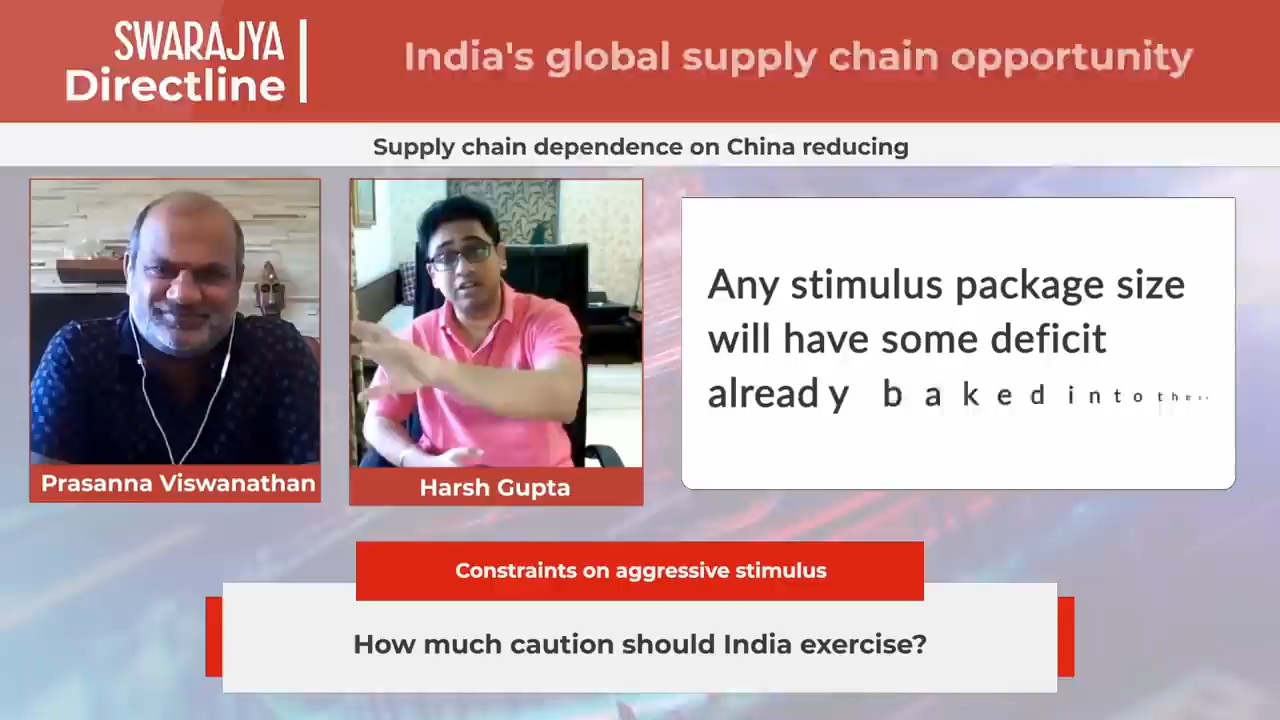 SWARAJYA
Directline
India's global supply chain opportunity
Supply chain dependence on China reducing
Prasanna Viswanathan
Harsh Gupta
Any stimulus package size
will have some deficit
already baked into the
Constraints on aggressive stimulus
How much caution should India exercise?